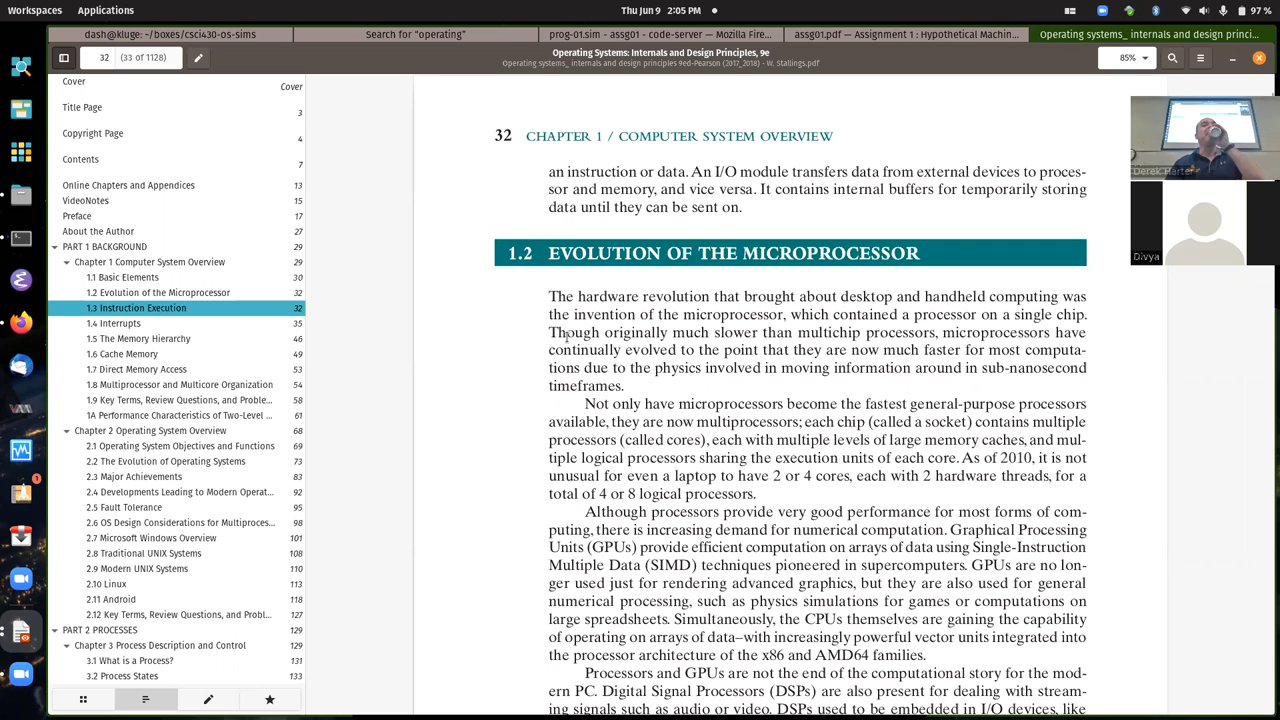 Workspaces
Applications
Thu Jun 9 2:05 PM
97 %
dash@kluge: ~/boxes/csci430-os-sims
Search for "operating"
prog-01.sim - assg01 - code-server — Mozilla Fire...
assg01.pdf — Assignment 1 : Hypothetical Machin...
Operating systems_ internals and design princi...
32
(33 of 1128)
Operating Systems: Internals and Design Principles, 9e
Operating systems_ internals and design principles 9ed-Pearson (2017_2018) - W. Stallings.pdf
85%
Cover Cover
Title Page 3
Copyright Page 4
Contents 7
Online Chapters and Appendices 13
VideoNotes 15
Preface 17
About the Author 27
PART 1 BACKGROUND 29
Chapter 1 Computer System Overview 29
1.1 Basic Elements 30
1.2 Evolution of the Microprocessor 32
1.3 Instruction Execution 32
1.4 Interrupts 35
1.5 The Memory Hierarchy 46
1.6 Cache Memory 49
1.7 Direct Memory Access 53
1.8 Multiprocessor and Multicore Organization 54
1.9 Key Terms, Review Questions, and Proble... 58
1A Performance Characteristics of Two-Level ... 61
Chapter 2 Operating System Overview 68
2.1 Operating System Objectives and Functions 69
2.2 The Evolution of Operating Systems 73
2.3 Major Achievements 83
2.4 Developments Leading to Modern Operat... 92
2.5 Fault Tolerance 95
2.6 OS Design Considerations for Multiproces... 98
2.7 Microsoft Windows Overview 101
2.8 Traditional UNIX Systems 108
2.9 Modern UNIX Systems 110
2.10 Linux 113
2.11 Android 118
2.12 Key Terms, Review Questions, and Probl... 127
PART 2 PROCESSES 129
Chapter 3 Process Description and Control 129
3.1 What is a Process? 131
3.2 Process States 133
1
32 CHAPTER 1 / COMPUTER SYSTEM OVERVIEW
an instruction or data. An I/O module transfers data from external devices to proces-
sor and memory, and vice versa. It contains internal buffers for temporarily storing
data until they can be sent on.
1.2 EVOLUTION OF THE MICROPROCESSOR
The hardware revolution that brought about desktop and handheld computing was
the invention of the microprocessor, which contained a processor on a single chip.
Though originally much slower than multichip processors, microprocessors have
continually evolved to the point that they are now much faster for most computa-
tions due to the physics involved in moving information around in sub-nanosecond
timeframes.
Not only have microprocessors become the fastest general-purpose processors
available, they are now multiprocessors; each chip (called a socket) contains multiple
processors (called cores), each with multiple levels of large memory caches, and mul-
tiple logical processors sharing the execution units of each core. As of 2010, it is not
unusual for even a laptop to have 2 or 4 cores, each with 2 hardware threads, for a
total of 4 or 8 logical processors.
Although processors provide very good performance for most forms of com-
puting, there is increasing demand for numerical computation. Graphical Processing
Units (GPUs) provide efficient computation on arrays of data using Single-Instruction
Multiple Data (SIMD) techniques pioneered in supercomputers. GPUs are no lon-
ger used just for rendering advanced graphics, but they are also used for general
numerical processing, such as physics simulations for games or computations on
large spreadsheets. Simultaneously, the CPUs themselves are gaining the capability
of operating on arrays of data–with increasingly powerful vector units integrated into
the processor architecture of the x86 and AMD64 families.
Processors and GPUs are not the end of the computational story for the mod-
ern PC. Digital Signal Processors (DSPs) are also present for dealing with stream-
ing signals such as audio or video. DSPs used to be embedded in I/O devices, like
Derek Harter
Divya